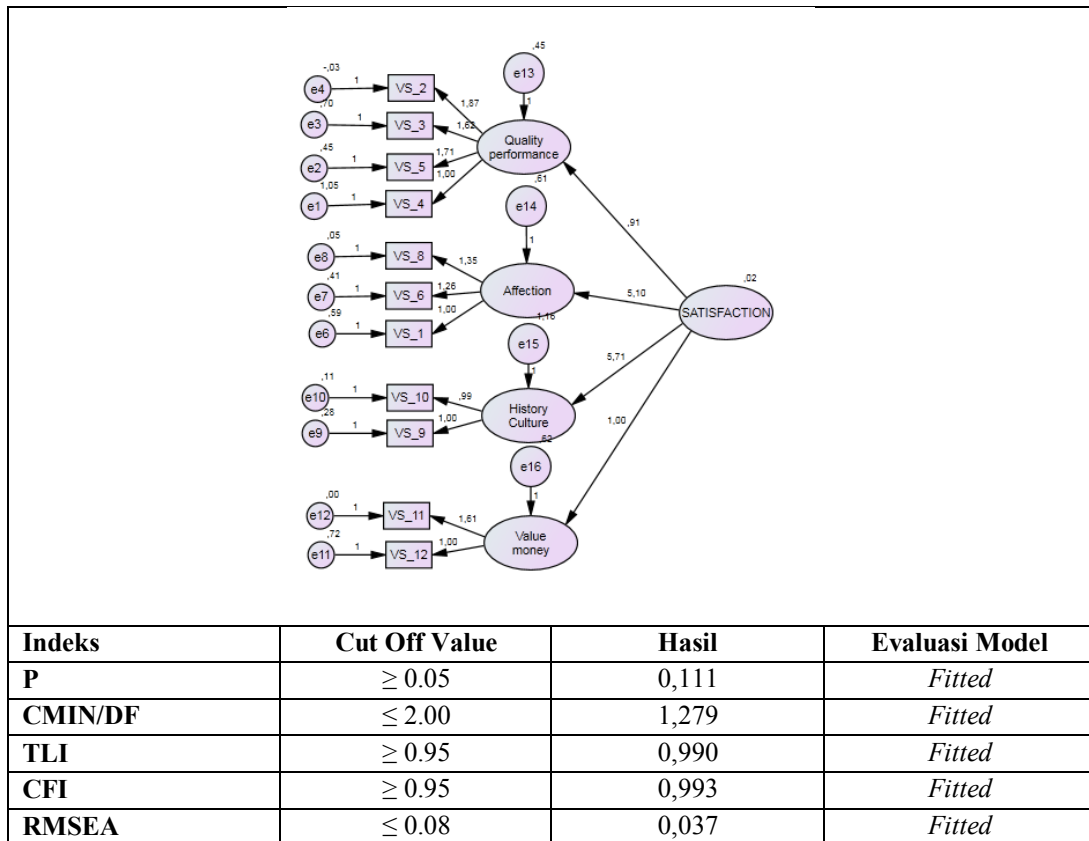 ,45
e13
-,03
e4
1
VS_2
1,87
1
,70
e3
1
VS_3
1,62
Quality
performance
,45
e2
1
VS_5
1,71
1,05
e1
1
VS_4
1,00
,61
e14
,91
,05
e8
1
VS_8
1,35
1
,41
e7
1
VS_6
1,26
Affection
5,10
,02
SATISFACTION
,59
e6
1
VS_1
1,00
1,16
e15
5,71
,11
e10
1
VS_10
,99
1
,28
e9
1
VS_9
1,00
History
Culture
1,00
,62
e16
,00
e12
1
VS_11
1,61
1
,72
e11
1
VS_12
1,00
Value
money
Indeks Cut Off Value Hasil Evaluasi Model
P ≥ 0.05 0,111 Fitted
CMIN/DF ≤ 2.00 1,279 Fitted
TLI ≥ 0.95 0,990 Fitted
CFI ≥ 0.95 0,993 Fitted
RMSEA ≤ 0.08 0,037 Fitted